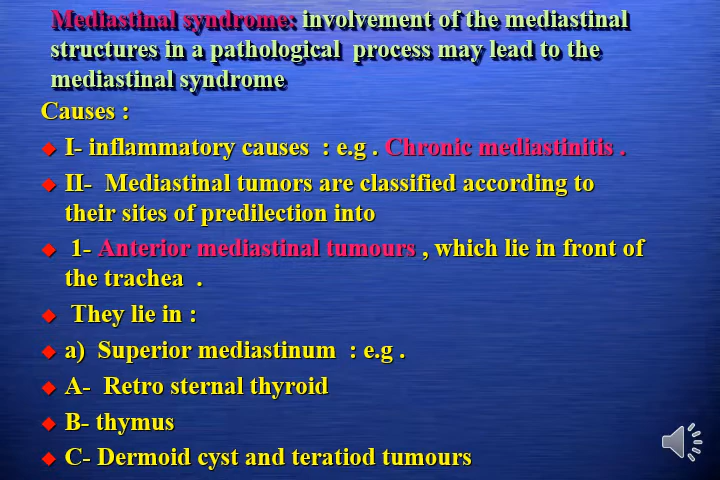 Mediastinal syndrome: involvement of the mediastinal
structures in a pathological process may lead to the
mediastinal syndrome
Causes :
I- inflammatory causes : e.g . Chronic mediastinitis .
II- Mediastinal tumors are classified according to
their sites of predilection into
1- Anterior mediastinal tumours , which lie in front of
the trachea .
They lie in :
a) Superior mediastinum : e.g .
A- Retro sternal thyroid
B- thymus
C- Dermoid cyst and teratiod tumours